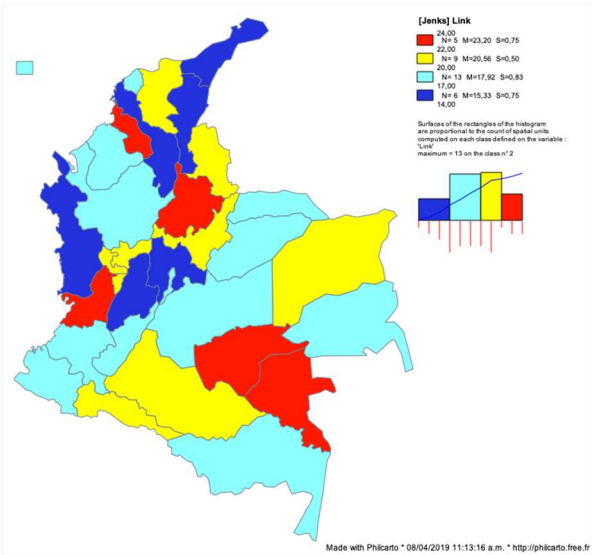 [Jenks] Link
24,00
N= 5 M=23,20 S=0,75
22,00
N= 9 M=20,56 S=0,50
20,00
N= 13 M=17,92 S=0,83
17,00
N= 6 M=15,33 S=0,75
14,00
Surfaces of the rectangles of the histogram
are proportional to the count of spatial units
computed on each class defined on the variable :
'Link'
maximum = 13 on the class n° 2
Made with Philcarto * 08/04/2019 11:13:16 a.m. * http://philcarto.free.fr